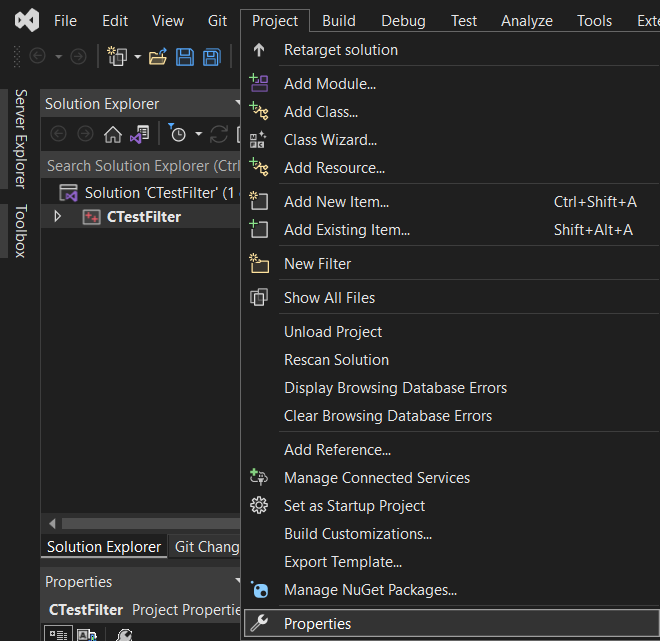 File Edit View Git Project Build Debug Test Analyze Tools Exte
Retarget solution
Server Explorer
Toolbox
Solution Explorer
Search Solution Explorer (Ctrl
Solution 'CTestFilter' (1
CTestFilter
Add Module...
Add Class...
Class Wizard...
Add Resource...
Add New Item... Ctrl+Shift+A
Add Existing Item... Shift+Alt+A
New Filter
Show All Files
Unload Project
Rescan Solution
Display Browsing Database Errors
Clear Browsing Database Errors
Add Reference...
Manage Connected Services
Set as Startup Project
Build Customizations...
Export Template...
Manage NuGet Packages...
Properties
Solution Explorer Git Chang
Properties
CTestFilter Project Propertie